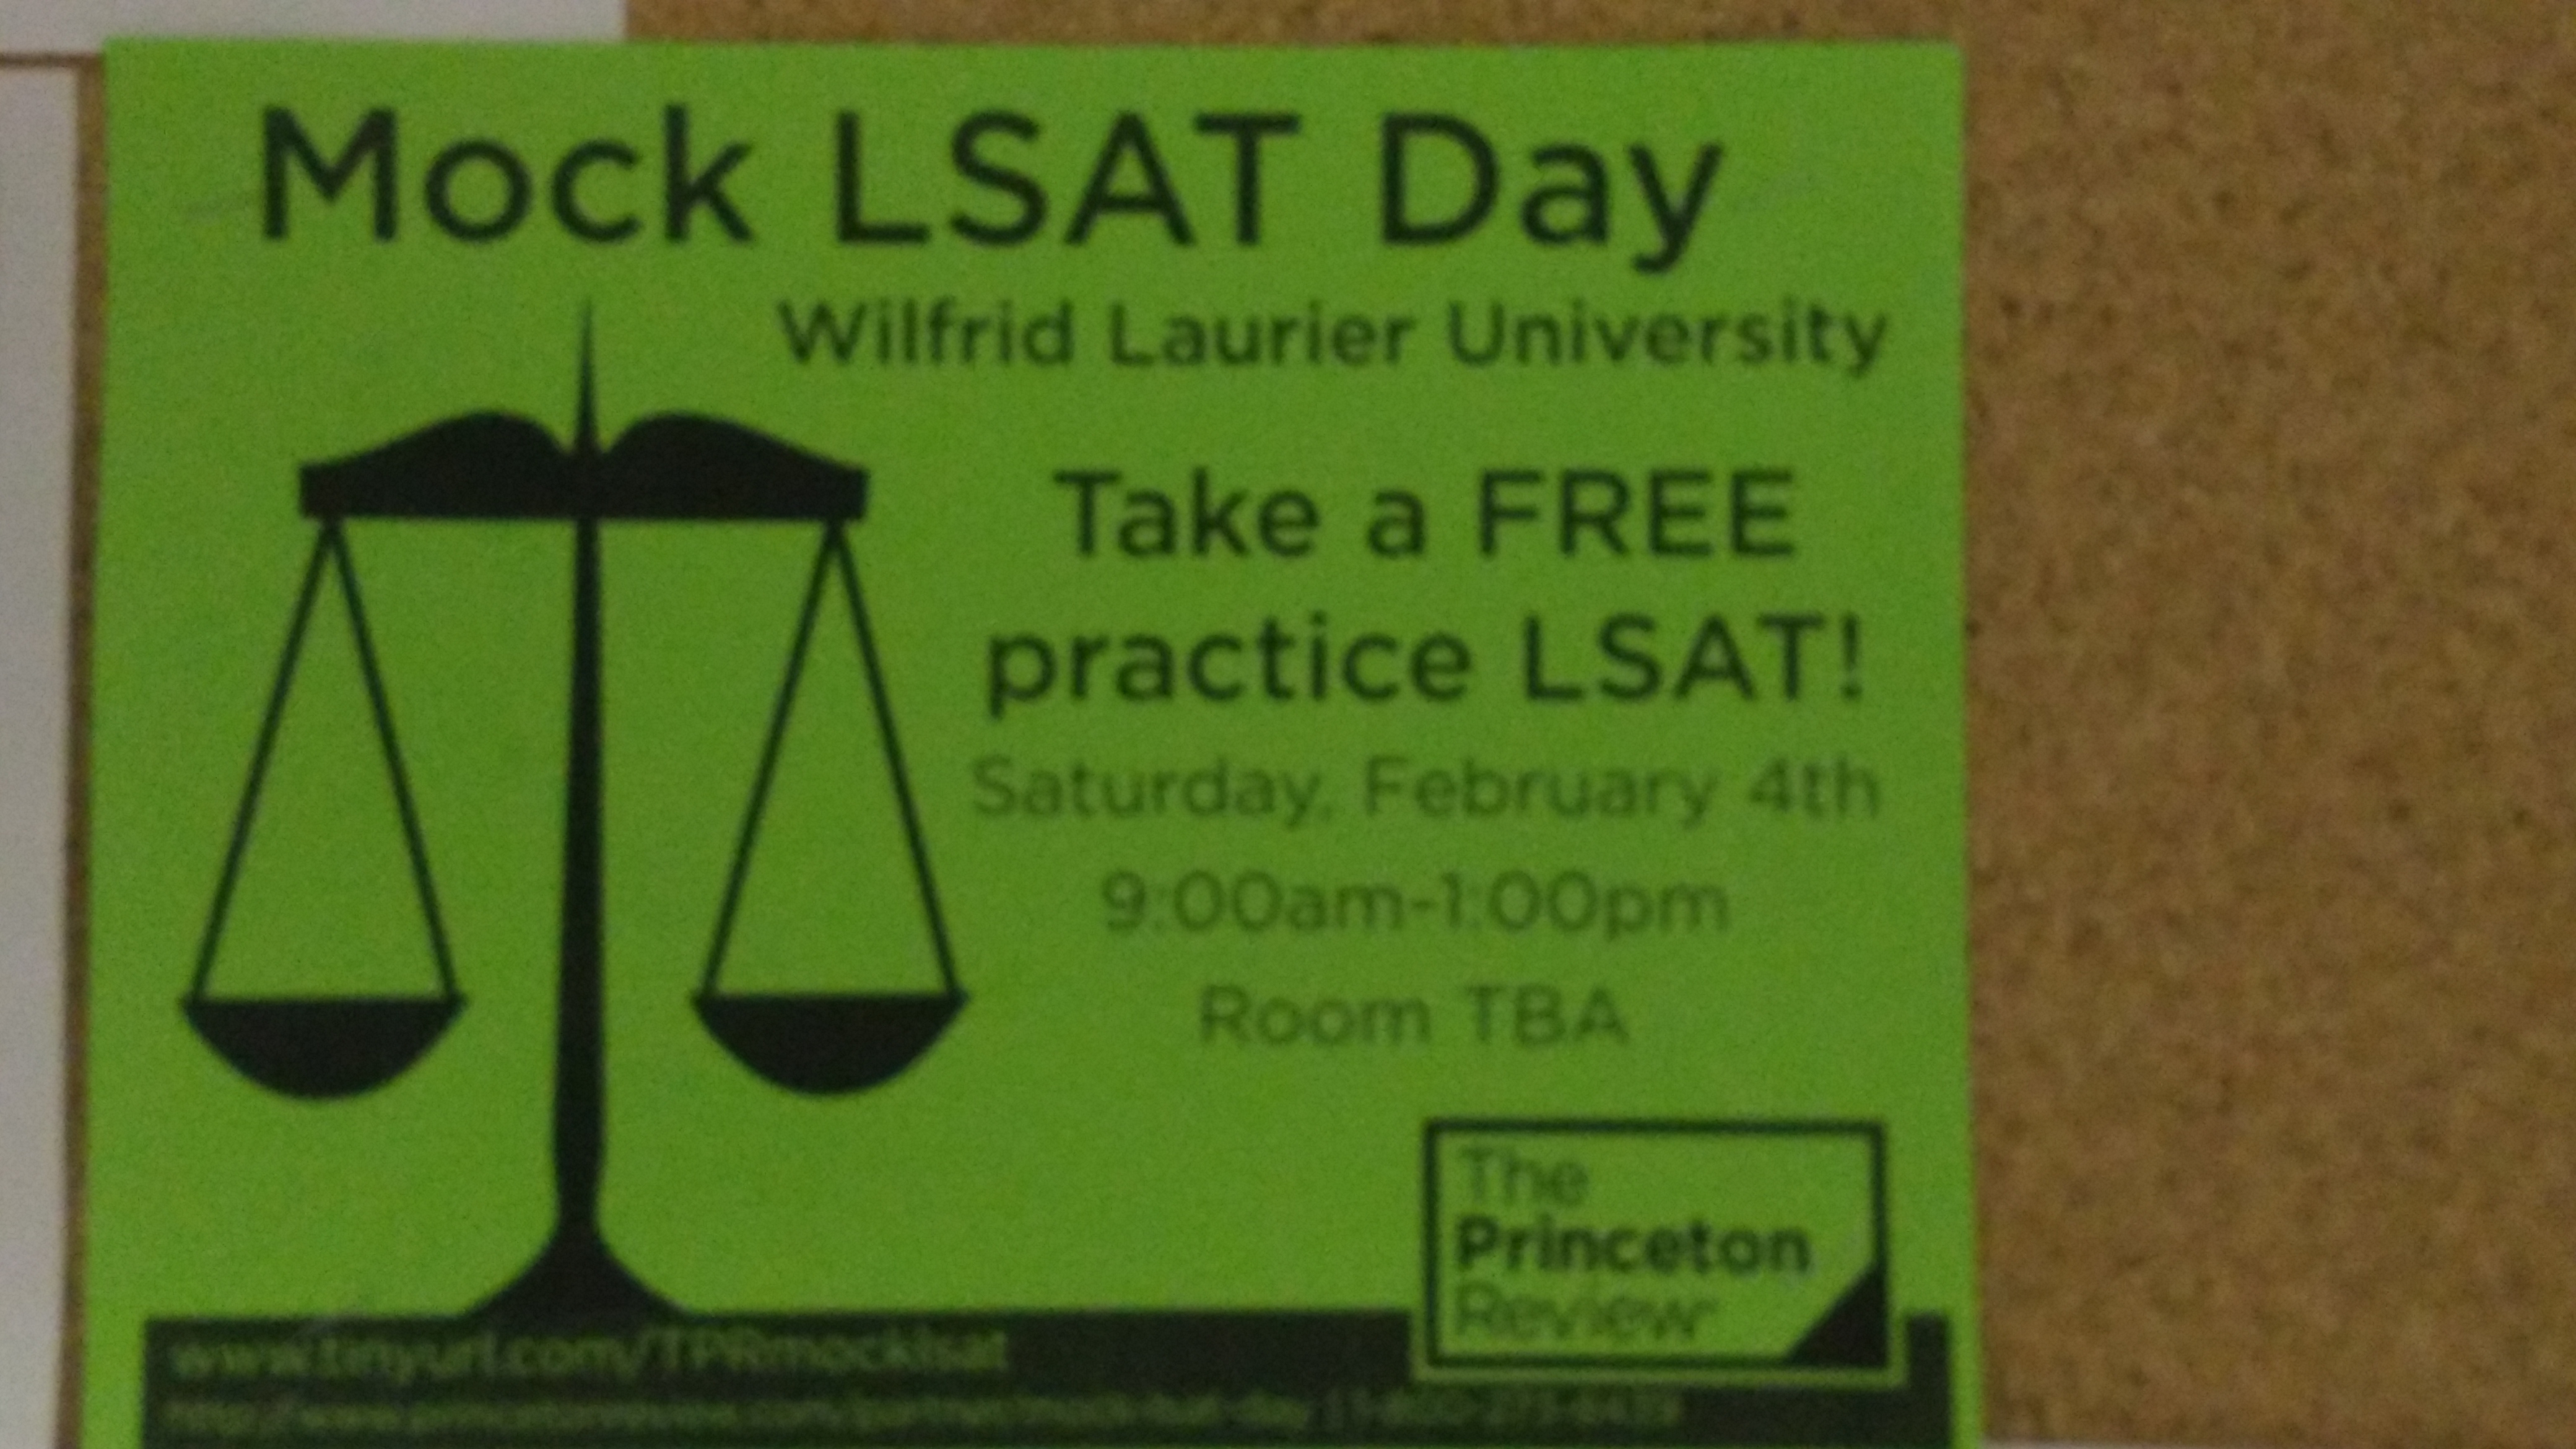 Mock LSAT Day
Wilfrid Laurier University
Take a FREE
practice LSAT!
Saturday, February 4th
9:00am-1:00pm
Room TBA
The
Princeton
Review
www.tinyurl.com/TPRmocklsat